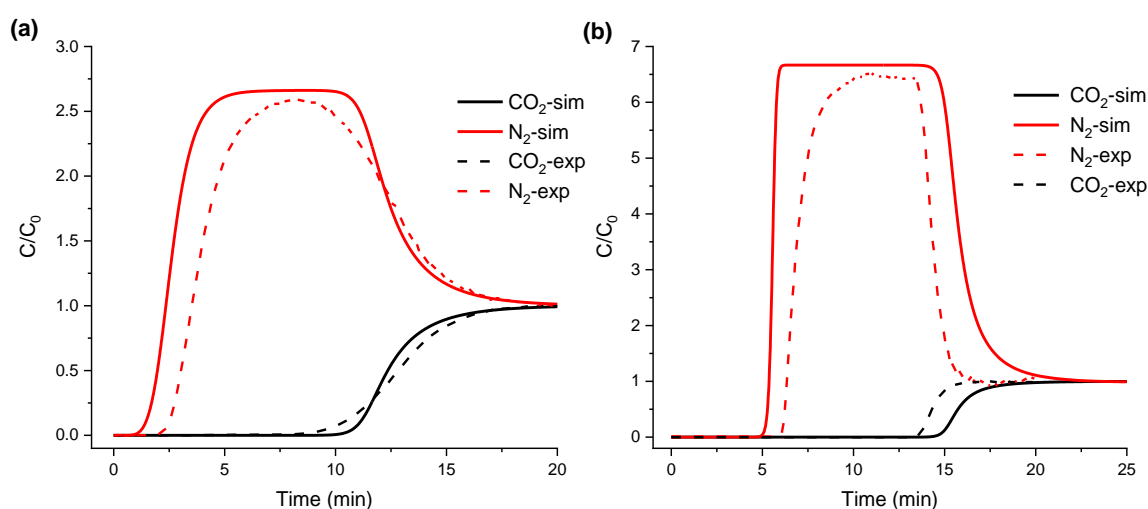 (a)
3.0
2.5
2.0
1.5
1.0
0.5
0.0
C/C₀
0
5
10
15
20
Time (min)
CO₂-sim
N₂-sim
CO₂-exp
N₂-exp
(b)
7
6
5
4
3
2
1
0
C/C₀
0
5
10
15
20
25
Time (min)
CO₂-sim
N₂-sim
N₂-exp
CO₂-exp